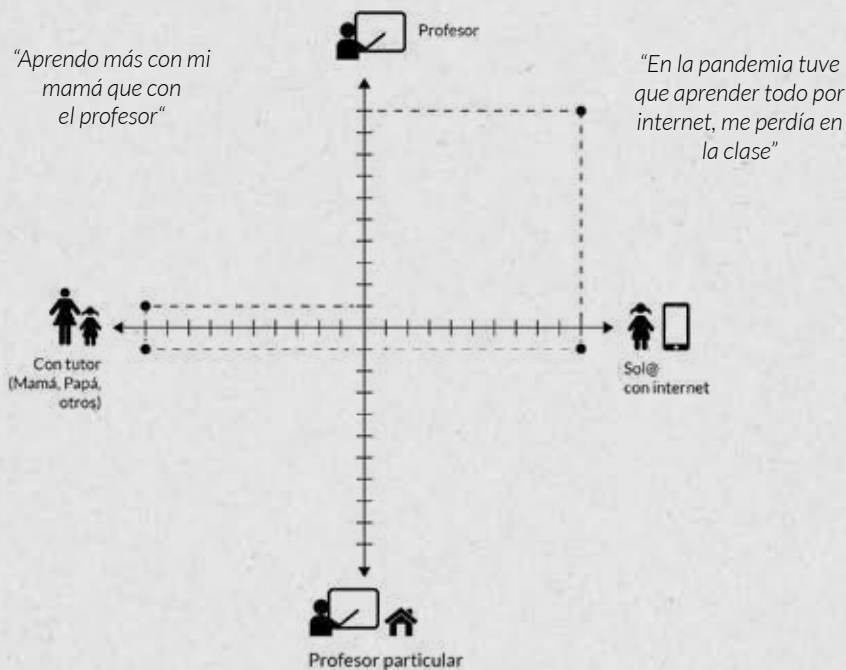 Profesor
“Aprendo más con mi
mamá que con
el profesor“
“En la pandemia tuve
que aprender todo por
internet, me perdía en
la clase”
Con tutor
(Mamá, Papá,
otros)
Sol@
con internet
Profesor particular